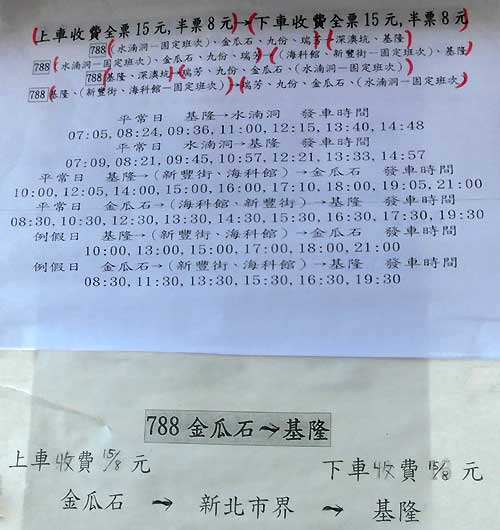 (上車收費全票15元,半票8元)→(下車收費全票15元,半票8元)
788(水湳洞-固定班次)、金瓜石、九份、瑞芳→(深澳坑、基隆)
788(水湳洞-固定班次)、金瓜石、九份、瑞芳→(海科館、新豐街-固定班次)、基隆
788(基隆、深澳坑)→(瑞芳、九份、金瓜石、(水湳洞-固定班次))
788(基隆、(新豐街、海科館-固定班次))→(瑞芳、九份、金瓜石、(水湳洞-固定班次))
平常日 基隆→水湳洞 發車時間
07:05, 08:24, 09:36, 11:00, 12:15, 13:40, 14:48
平常日 水湳洞→基隆 發車時間
07:09, 08:21, 09:45, 10:57, 12:21, 13:33, 14:57
平常日 基隆→(新豐街、海科館)→金瓜石 發車時間
10:00, 12:05, 14:00, 15:00, 16:00, 17:10, 18:00, 19:05, 21:00
平常日 金瓜石→(海科館、新豐街)→基隆 發車時間
08:30, 10:30, 12:30, 13:30, 14:30, 15:30, 16:30, 17:30, 19:30
例假日 基隆→(新豐街、海科館)→金瓜石 發車時間
10:00, 13:00, 15:00, 17:00, 18:00, 21:00
例假日 金瓜石→(新豐街、海科館)→基隆 發車時間
08:30, 11:30, 13:30, 15:30, 16:30, 19:30
788 金瓜石→基隆
上車收費15/8元 下車收費15/8元
金瓜石 → 新北市界 → 基隆